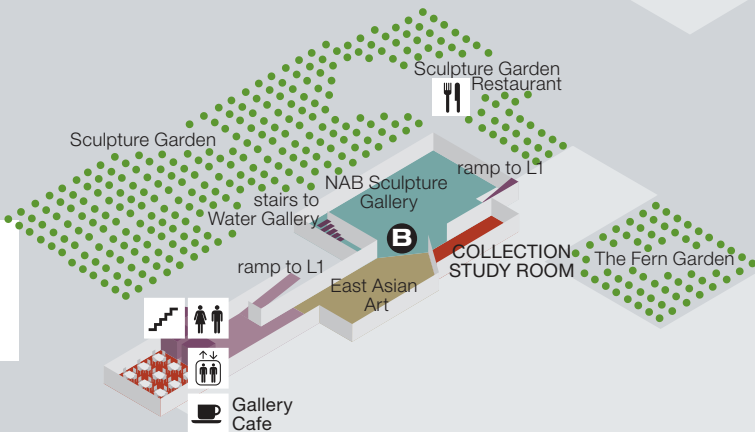 Sculpture Garden
Restaurant
Sculpture Garden
ramp to L1
NAB Sculpture
Gallery
stairs to
Water Gallery
B
COLLECTION
STUDY ROOM
The Fern Garden
ramp to L1
East Asian
Art
Gallery
Cafe